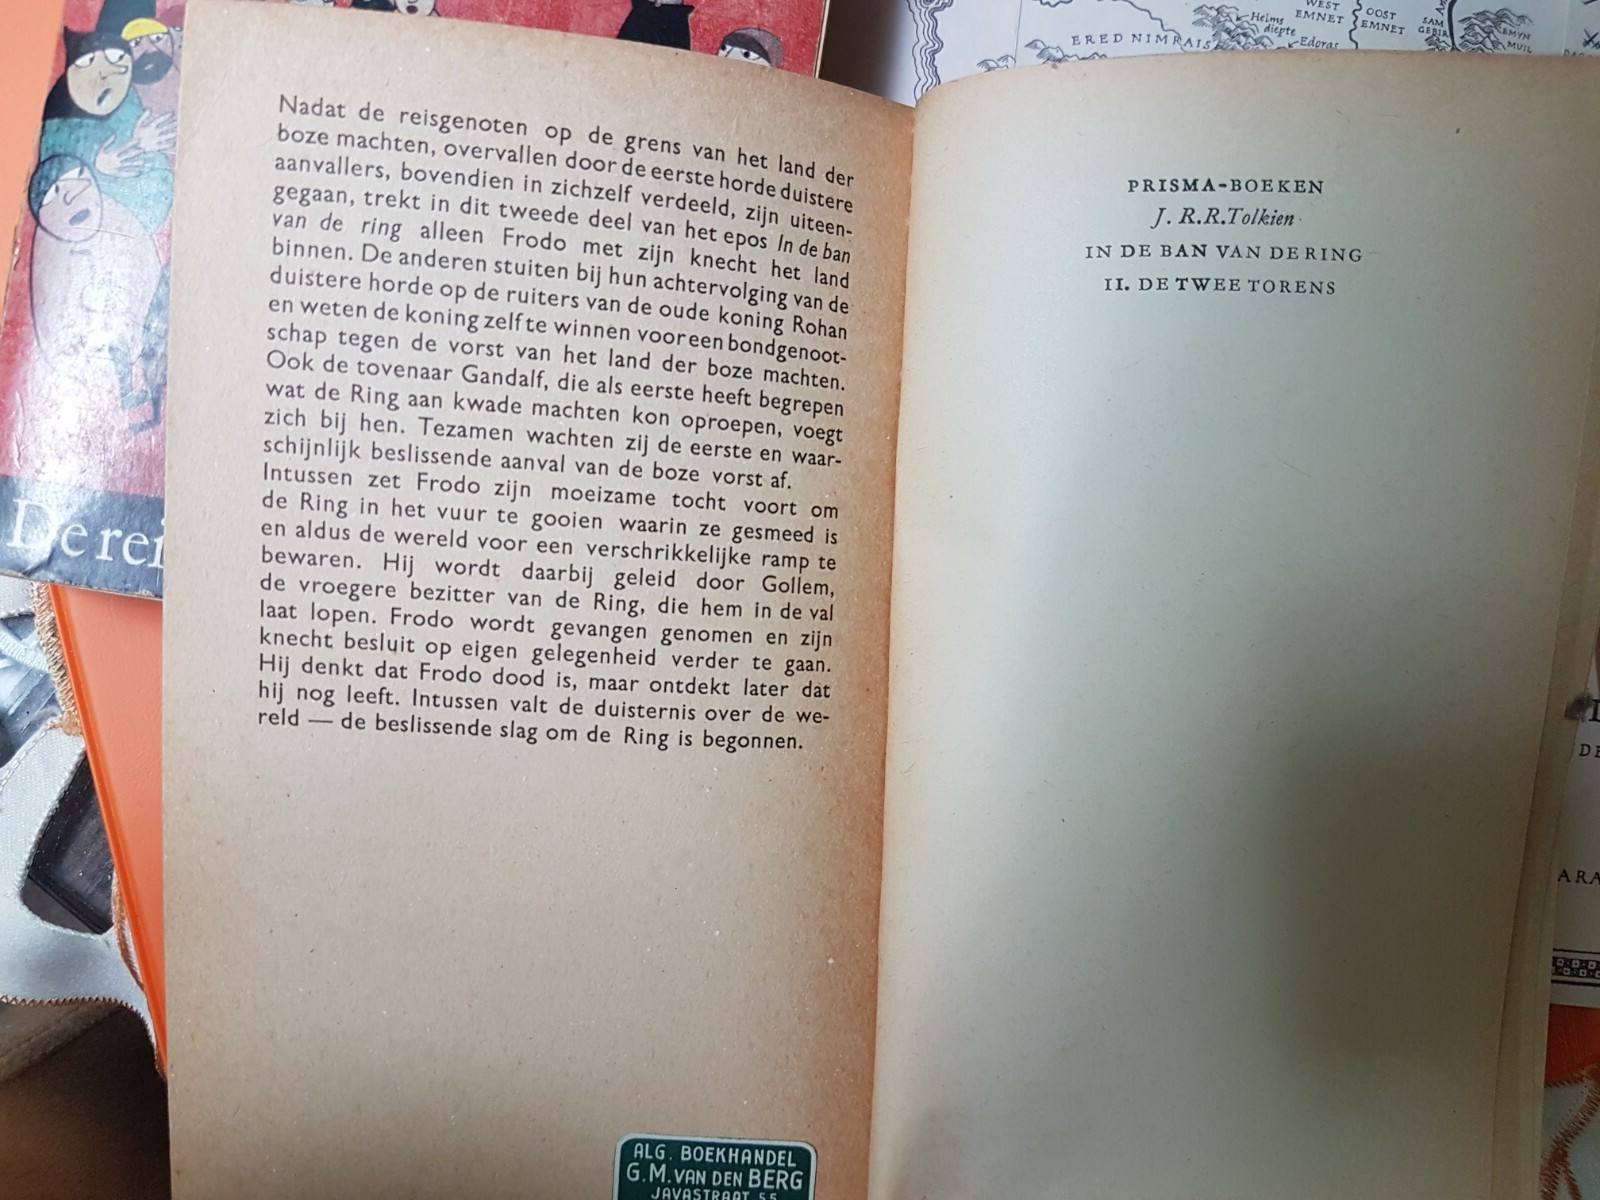 Nadat de reisgenoten op de grens van het land der
boze machten, overvallen door de eerste horde duistere
aanvallers, bovendien in zichzelf verdeeld, zijn uiteen-
gegaan, trekt in dit tweede deel van het epos In de ban
van de ring alleen Frodo met zijn knecht het land
binnen. De anderen stuiten bij hun achtervolging van de
duistere horde op de ruiters van de oude koning Rohan
en weten de koning zelf te winnen voor een bondgenoot-
schap tegen de vorst van het land der boze machten.
Ook de tovenaar Gandalf, die als eerste heeft begrepen
wat de Ring aan kwade machten kon oproepen, voegt
zich bij hen. Tezamen wachten zij de eerste en waar-
schijnlijk beslissende aanval van de boze vorst af.
Intussen zet Frodo zijn moeizame tocht voort om
de Ring in het vuur te gooien waarin ze gesmeed is
en aldus de wereld voor een verschrikkelijke ramp te
bewaren. Hij wordt daarbij geleid door Gollem,
de vroegere bezitter van de Ring, die hem in de val
laat lopen. Frodo wordt gevangen genomen en zijn
knecht besluit op eigen gelegenheid verder te gaan.
Hij denkt dat Frodo dood is, maar ontdekt later dat
hij nog leeft. Intussen valt de duisternis over de we-
reld — de beslissende slag om de Ring is begonnen.
ALG. BOEKHANDEL
G.M. VAN DEN BERG
JAVASTRAAT 55
PRISMA-BOEKEN
J. R.R. Tolkien
IN DE BAN VAN DE RING
II. DE TWEE TORENS
De rei
ERED NIMRAIS
Helms
diepte
Edoras
WEST
EMNET
OOST
EMNET
SAM
GEBIR
EMYN
MUIL
DE
ARA